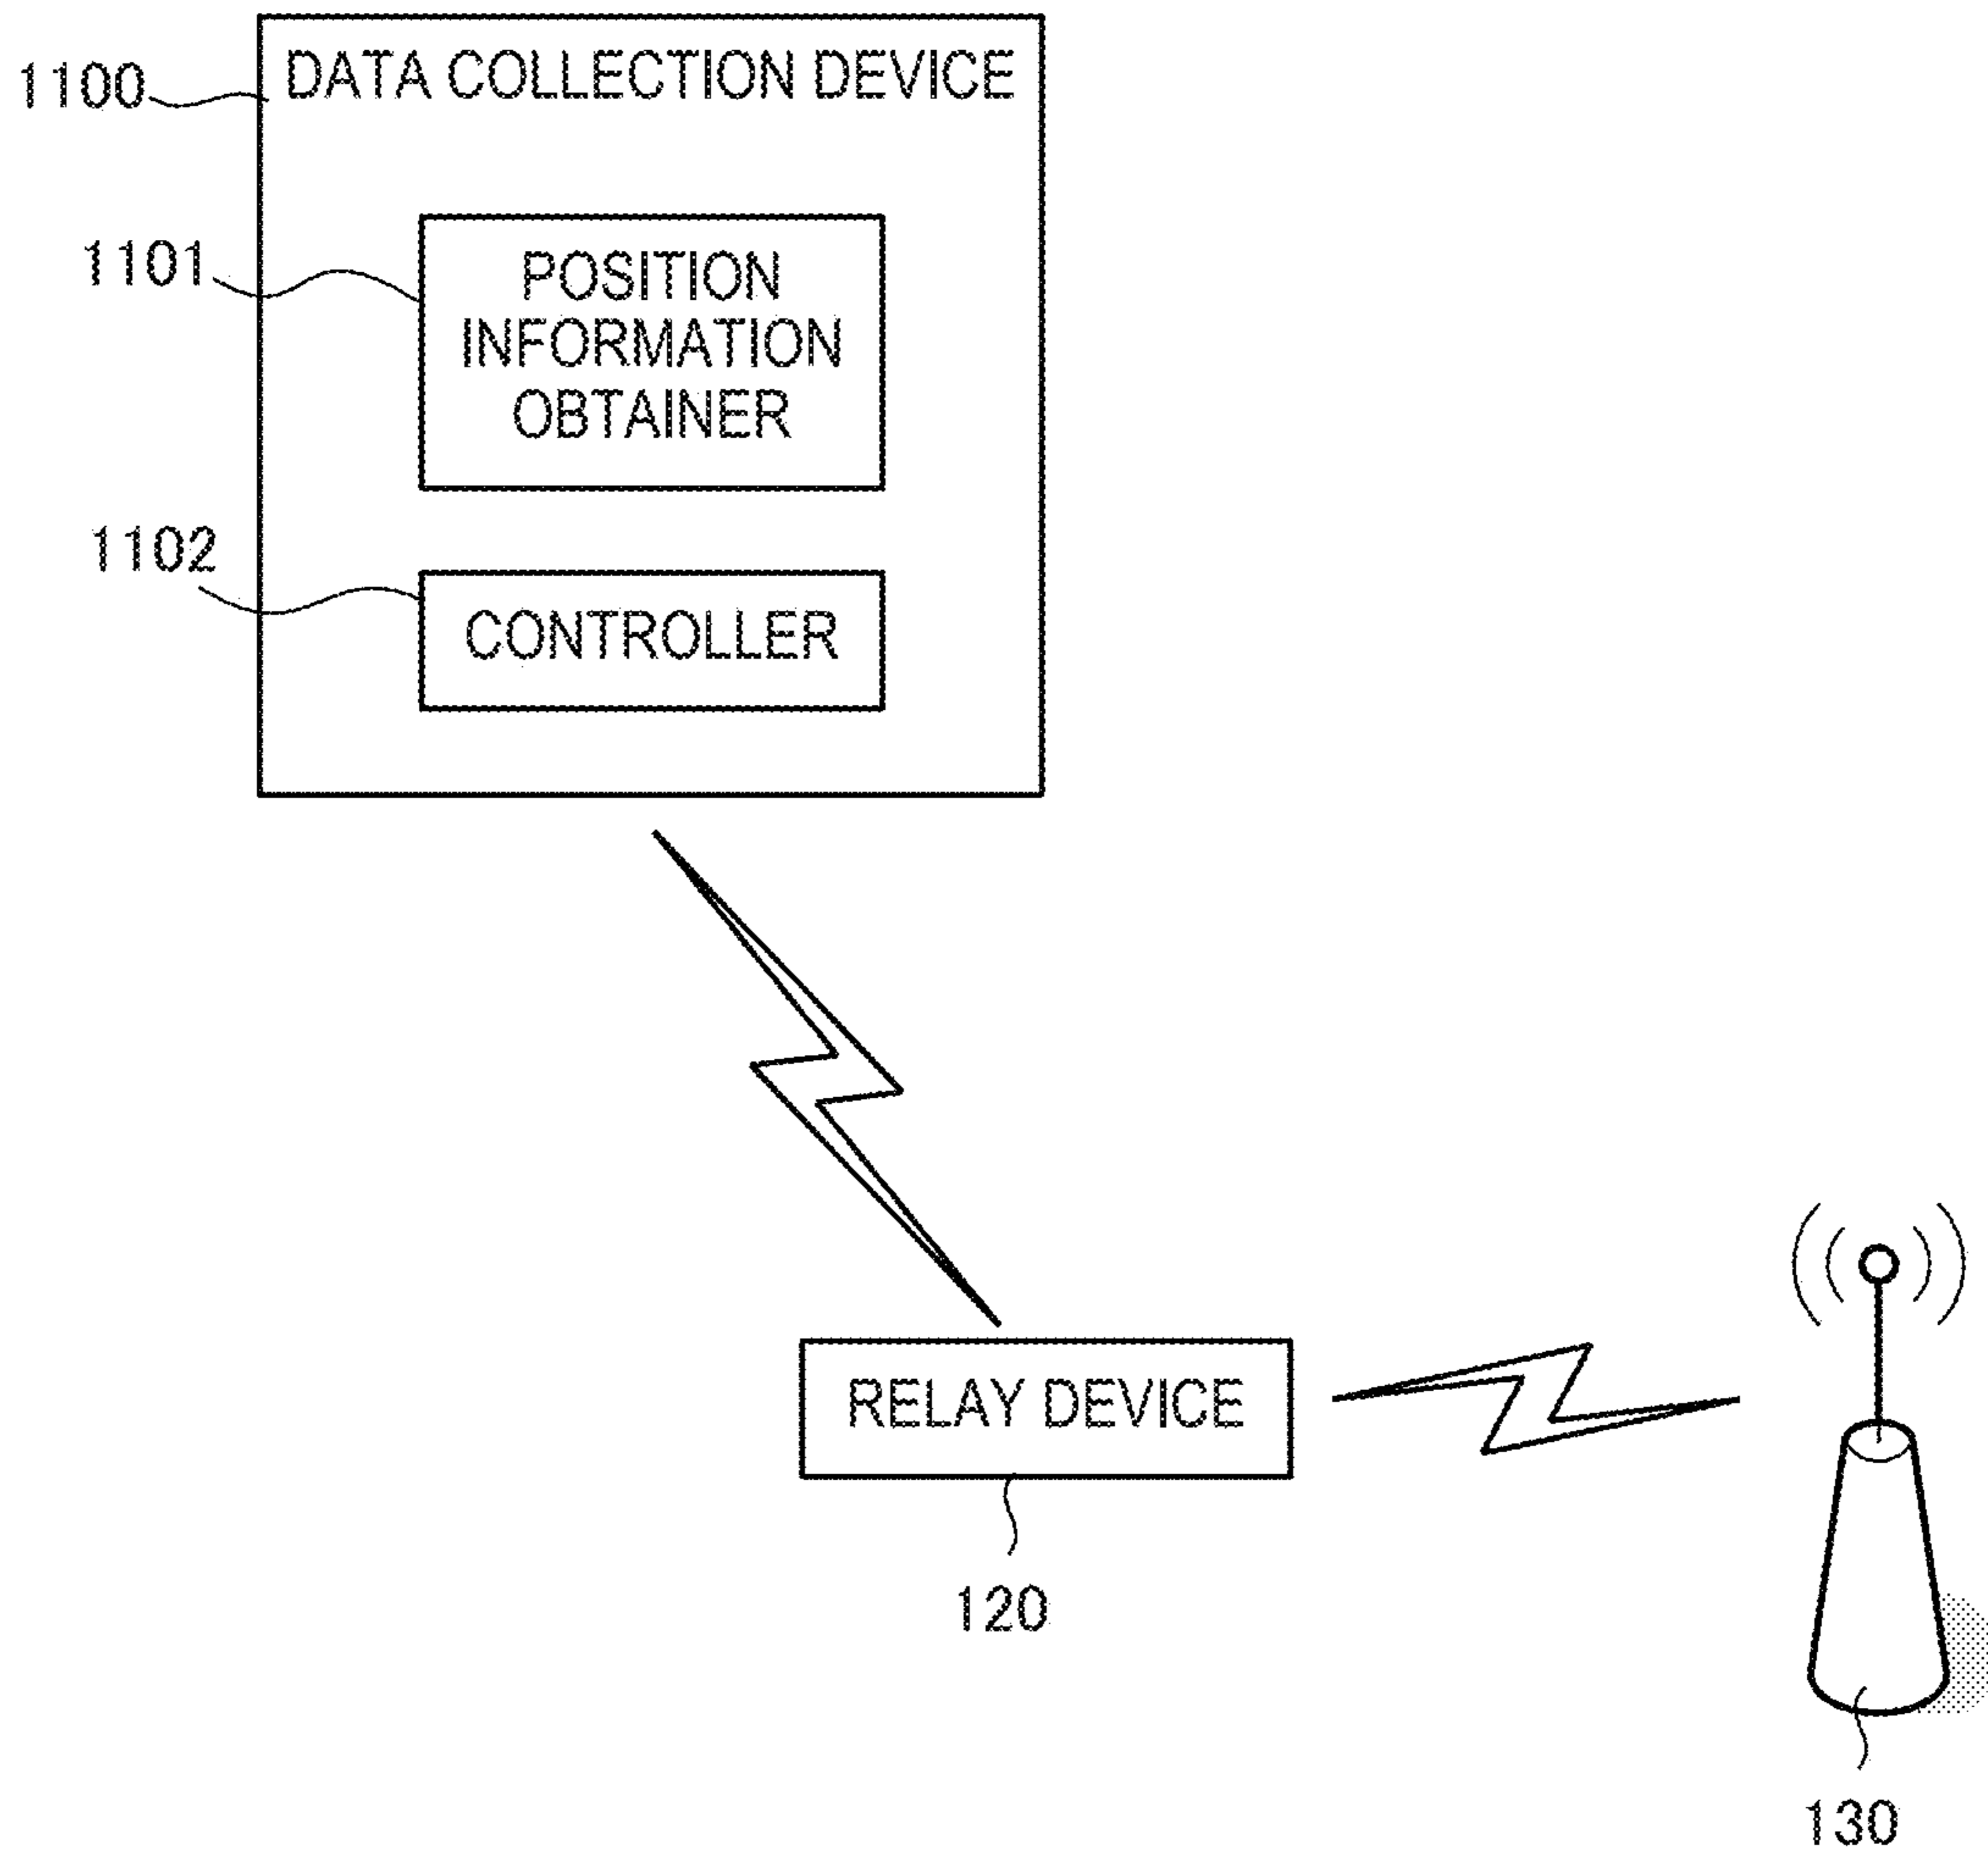 1100
DATA COLLECTION DEVICE
1101
POSITION
INFORMATION
OBTAINER
1102
CONTROLLER
RELAY DEVICE
120
130